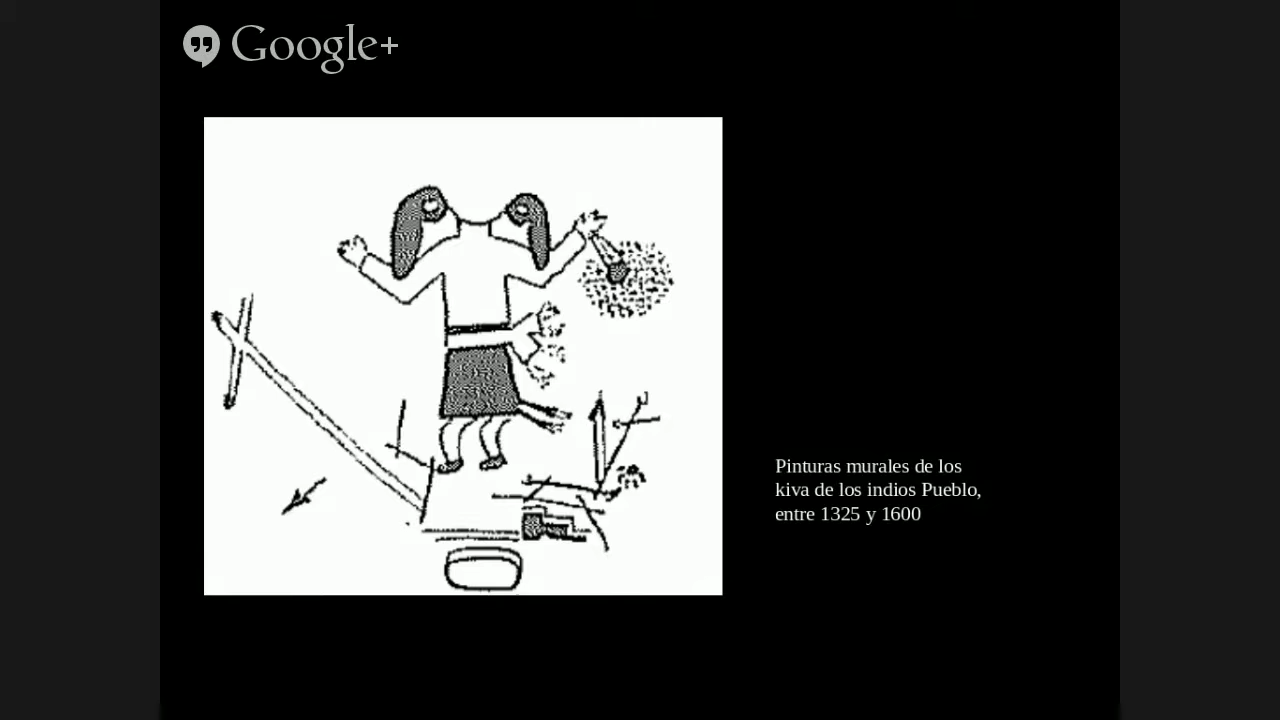 Google+
Pinturas murales de los
kiva de los indios Pueblo,
entre 1325 y 1600